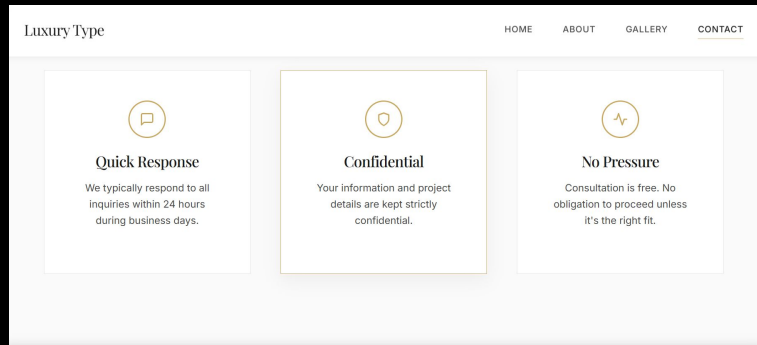 Luxury Type
HOME
ABOUT
GALLERY
CONTACT
Quick Response
We typically respond to all
inquiries within 24 hours
during business days.
Confidential
Your information and project
details are kept strictly
confidential.
No Pressure
Consultation is free. No
obligation to proceed unless
it's the right fit.